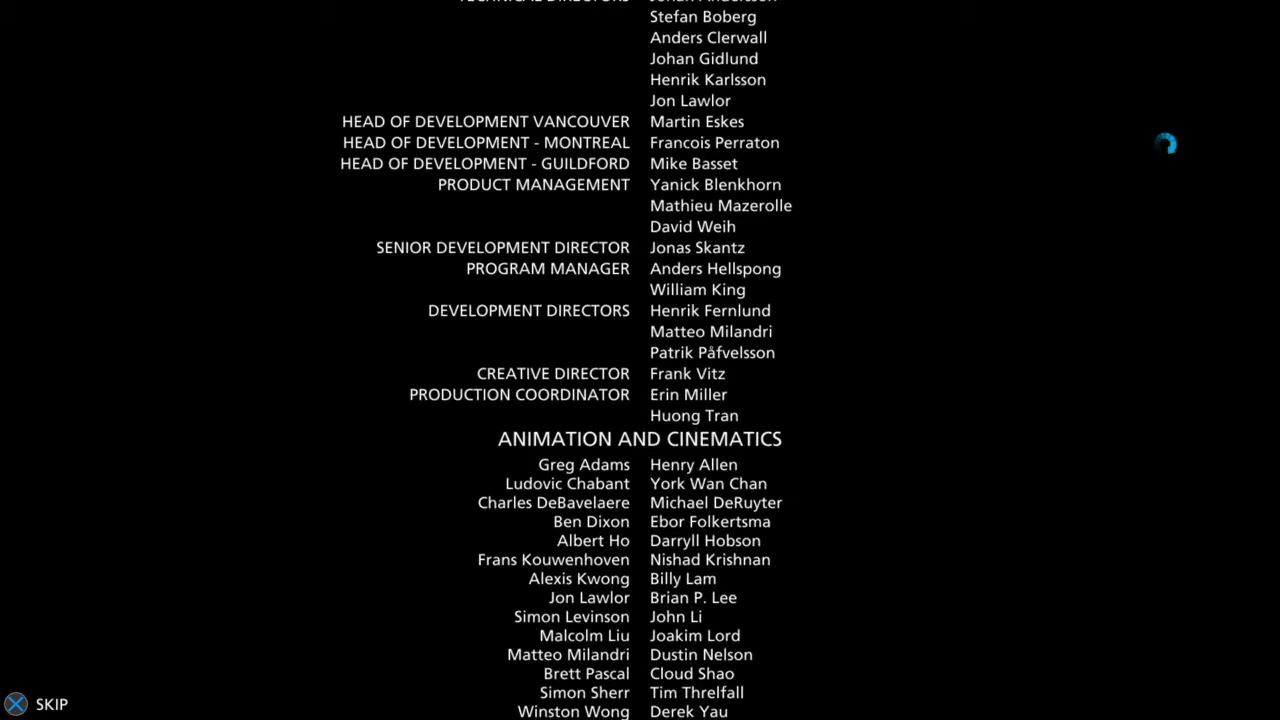 TECHNICAL DIRECTORS Johan Andersson
Stefan Boberg
Anders Clerwall
Johan Gidlund
Henrik Karlsson
Jon Lawlor
HEAD OF DEVELOPMENT VANCOUVER Martin Eskes
HEAD OF DEVELOPMENT - MONTREAL Francois Perraton
HEAD OF DEVELOPMENT - GUILDFORD Mike Basset
PRODUCT MANAGEMENT Yanick Blenkhorn
Mathieu Mazerolle
David Weih
SENIOR DEVELOPMENT DIRECTOR Jonas Skantz
PROGRAM MANAGER Anders Hellspong
William King
DEVELOPMENT DIRECTORS Henrik Fernlund
Matteo Milandri
Patrik Påfvelsson
CREATIVE DIRECTOR Frank Vitz
PRODUCTION COORDINATOR Erin Miller
Huong Tran
ANIMATION AND CINEMATICS
Greg Adams Henry Allen
Ludovic Chabant York Wan Chan
Charles DeBavelaere Michael DeRuyter
Ben Dixon Ebor Folkertsma
Albert Ho Darryll Hobson
Frans Kouwenhoven Nishad Krishnan
Alexis Kwong Billy Lam
Jon Lawlor Brian P. Lee
Simon Levinson John Li
Malcolm Liu Joakim Lord
Matteo Milandri Dustin Nelson
Brett Pascal Cloud Shao
Simon Sherr Tim Threlfall
Winston Wong Derek Yau
SKIP